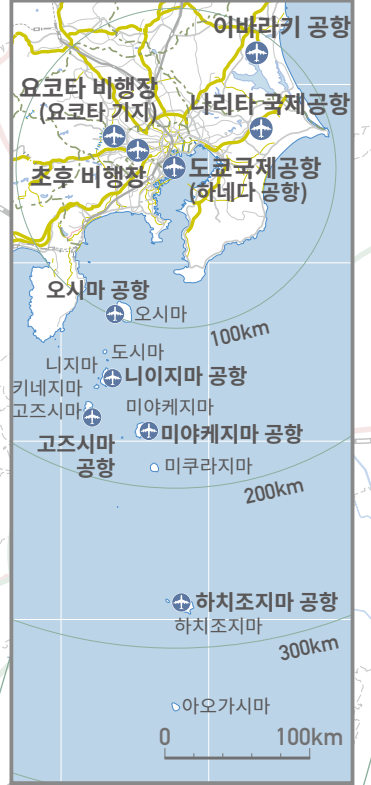 이바라키 공항
요코타 비행장
(요코타 기지)
나리타 국제공항
초후 비행장
도쿄국제공항
(하네다 공항)
오시마 공항
오시마
100km
도시마
니지마
니이지마 공항
키네지마
고즈시마
미야케지마
고즈시마
공항
미야케지마 공항
미쿠라지마
200km
하치조지마 공항
하치조지마
300km
아오가시마
0
100km